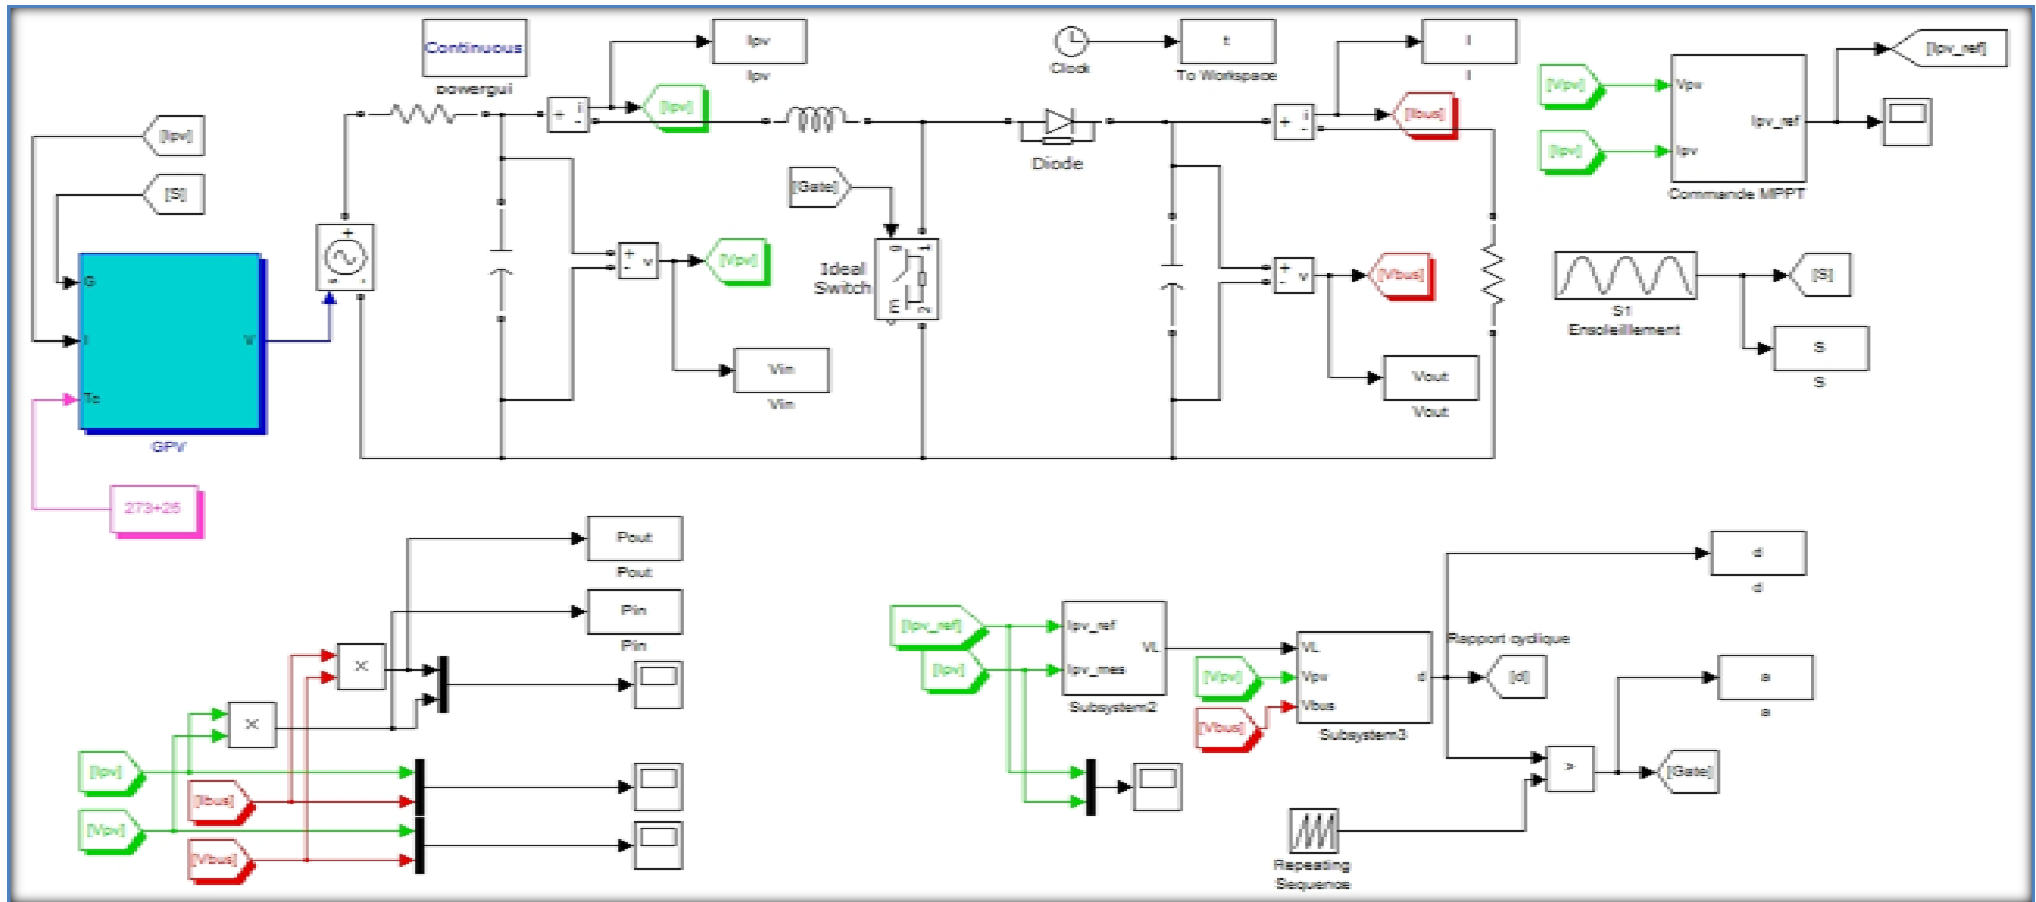 Continuous
powergui
Ipv
Ipv
[Ipv]
Clock
t
To Workspace
I
I
[Ibus]
[Vpv]
[Ipv]
Vpv
Ipv
Ipv_ref
Commande MPPT
[Ipv_ref]
[Ipv]
[S]
G
I
Tc
V
GPV
273+25
+
-
i
+
-
v
[Vpv]
Vin
Vin
[Gate]
Ideal
Switch
g
1
m
2
Diode
+
-
i
+
-
v
[Vbus]
Vout
Vout
S1
Ensoleillement
[S]
S
S
Pout
Pout
Pin
Pin
×
×
[Ipv]
[Ibus]
[Vpv]
[Vbus]
[Ipv_ref]
[Ipv]
Ipv_ref
Ipv_mes
VL
Subsystem2
[Vpv]
[Vbus]
VL
Vpv
Vbus
d
Subsystem3
Rapport cyclique
[d]
d
d
a
a
>
[Gate]
Repeating
Sequence